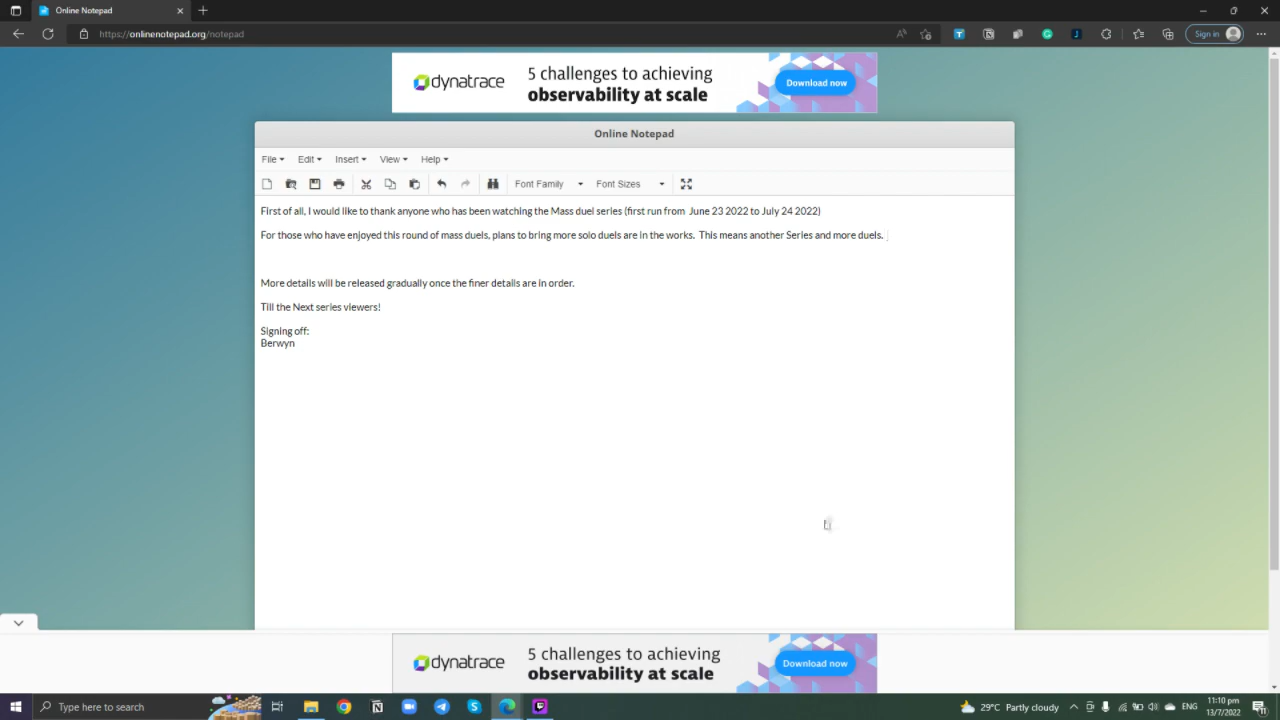 Online Notepad
https://onlinenotepad.org/notepad
Sign in
dynatrace
5 challenges to achieving
observability at scale
Download now
Online Notepad
File Edit Insert View Help
Font Family Font Sizes
First of all, I would like to thank anyone who has been watching the Mass duel series (first run from  June 23 2022 to July 24 2022)
For those who have enjoyed this round of mass duels, plans to bring more solo duels are in the works.  This means another Series and more duels.
More details will be released gradually once the finer details are in order.
Till the Next series viewers!
Signing off:
Berwyn
dynatrace
5 challenges to achieving
observability at scale
Download now
Type here to search
29°C Partly cloudy
ENG
11:10 pm
13/7/2022